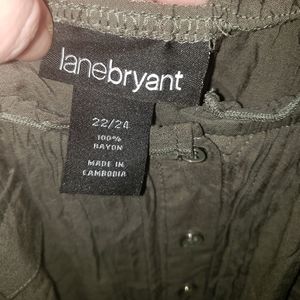 lanebryant
22/24
100%
RAYON
MADE IN
CAMBODIA